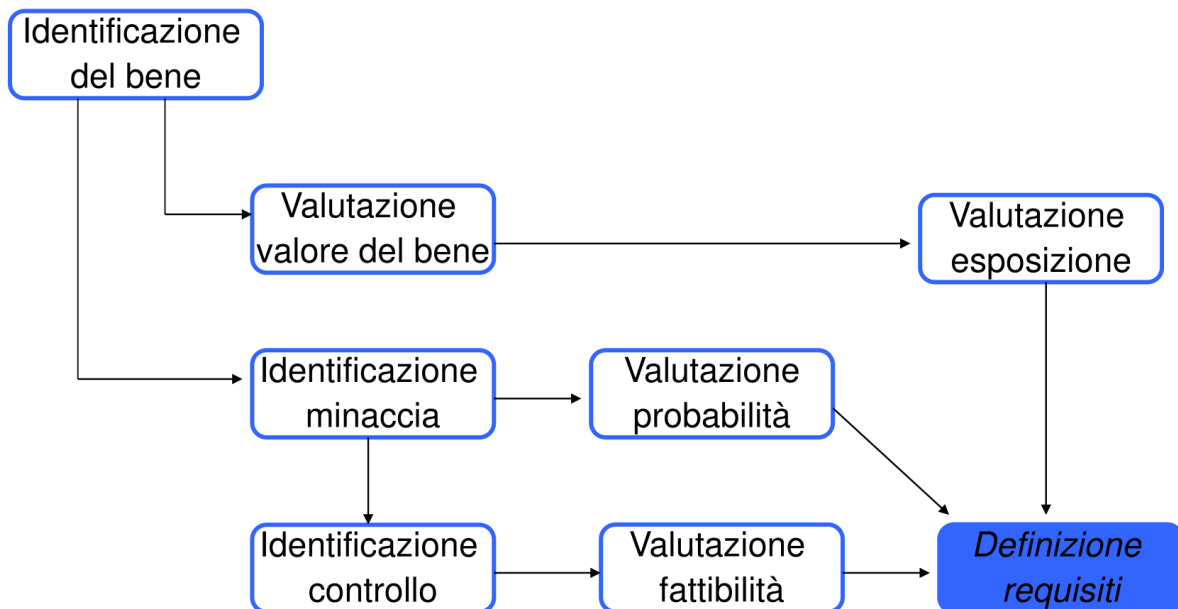 Identificazione
del bene
Valutazione
valore del bene
Valutazione
esposizione
Identificazione
minaccia
Valutazione
probabilità
Identificazione
controllo
Valutazione
fattibilità
Definizione
requisiti